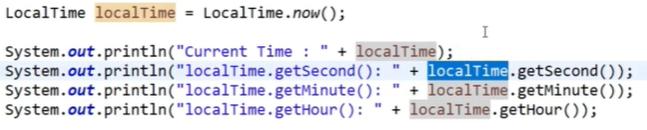 LocalTime localTime = LocalTime.now();
System.out.println("Current Time : " + localTime);
System.out.println("localTime.getSecond(): " + localTime.getSecond());
System.out.println("localTime.getMinute(): " + localTime.getMinute());
System.out.println("localTime.getHour(): " + localTime.getHour());